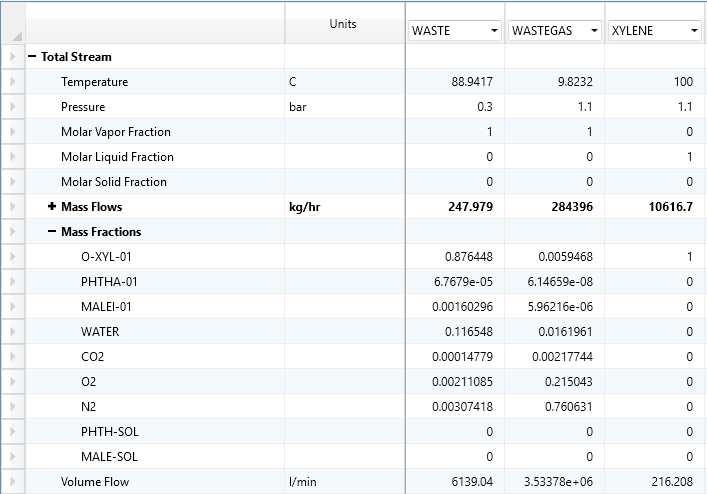 Units WASTE WASTEGAS XYLENE
Total Stream
Temperature C 88.9417 9.8232 100
Pressure bar 0.3 1.1 1.1
Molar Vapor Fraction 1 1 0
Molar Liquid Fraction 0 0 1
Molar Solid Fraction 0 0 0
Mass Flows kg/hr 247.979 284396 10616.7
Mass Fractions
O-XYL-01 0.876448 0.0059468 1
PHTHA-01 6.7679e-05 6.14659e-08 0
MALEI-01 0.00160296 5.96216e-06 0
WATER 0.116548 0.0161961 0
CO2 0.00014779 0.00217744 0
O2 0.00211085 0.215043 0
N2 0.00307418 0.760631 0
PHTH-SOL 0 0 0
MALE-SOL 0 0 0
Volume Flow l/min 6139.04 3.53378e+06 216.208